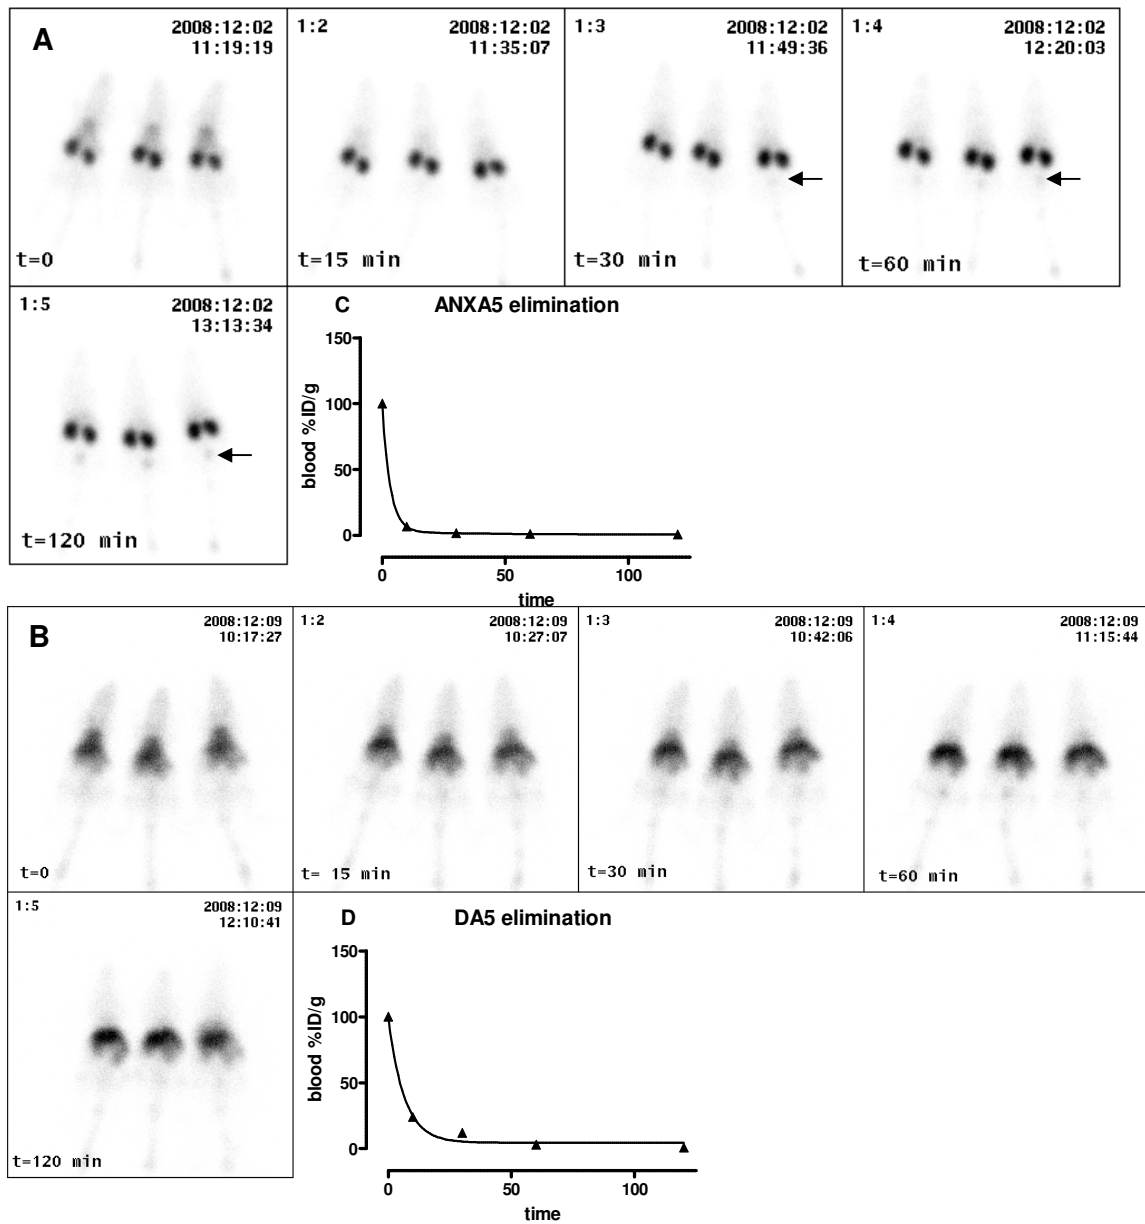 A
2008:12:02
11:19:19
t=0
1:2
2008:12:02
11:35:07
t=15 min
1:3
2008:12:02
11:49:36
t=30 min
1:4
2008:12:02
12:20:03
t=60 min
1:5
2008:12:02
13:13:34
t=120 min
C
ANXA5 elimination
blood %ID/g
150
100
50
0
0 50 100
time
B
2008:12:09
10:17:27
t=0
1:2
2008:12:09
10:27:07
t= 15 min
1:3
2008:12:09
10:42:06
t=30 min
1:4
2008:12:09
11:15:44
t=60 min
1:5
2008:12:09
12:10:41
t=120 min
D
DA5 elimination
blood %ID/g
150
100
50
0
0 50 100
time